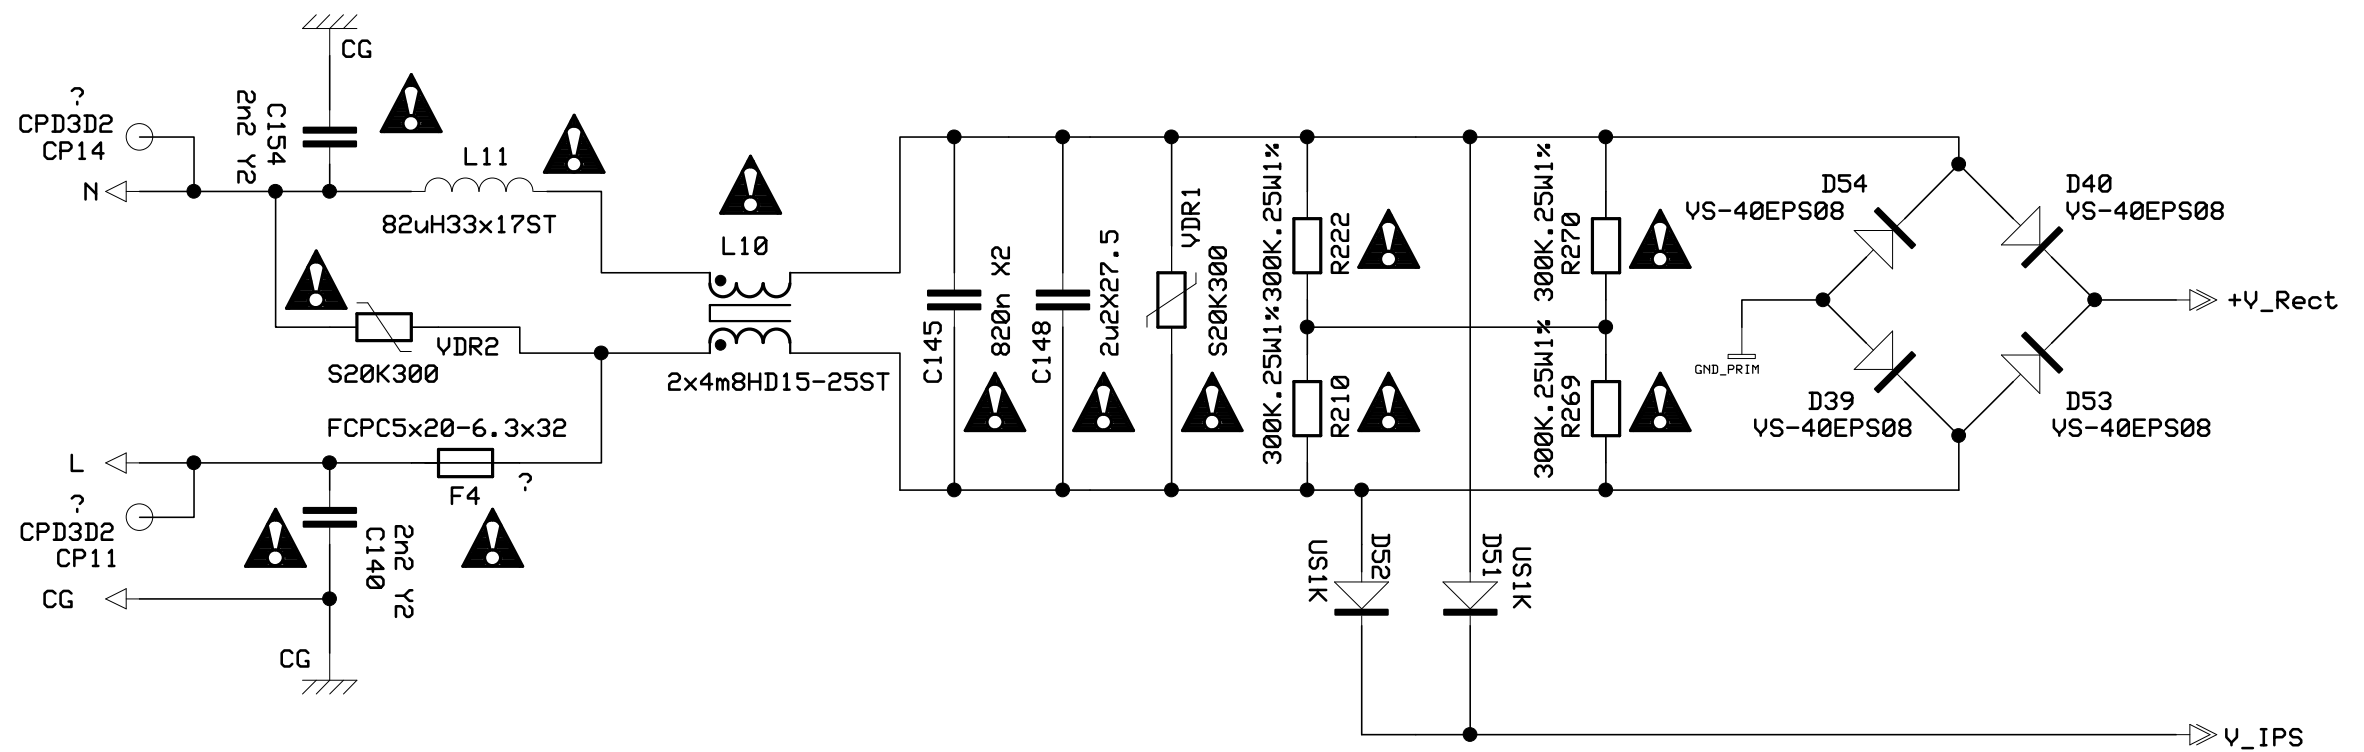 CG
?
CPD3D2
CP14
C154
2n2 Y2
N
L11
82uH33x17ST
VDR2
S20K300
L10
2x4m8HD15-25ST
FCPC5x20-6.3x32
L
F4
?
?
CPD3D2
CP11
C140
2n2 Y2
CG
CG
C145
820n X2
C148
2u2X27.5
VDR1
S20K300
300K.25W1%
R222
300K.25W1%
R210
300K.25W1%
R270
300K.25W1%
R269
D54
VS-40EPS08
D40
VS-40EPS08
+V_Rect
GND_PRIM
D39
VS-40EPS08
D53
VS-40EPS08
US1K
D52
D51
US1K
V_IPS